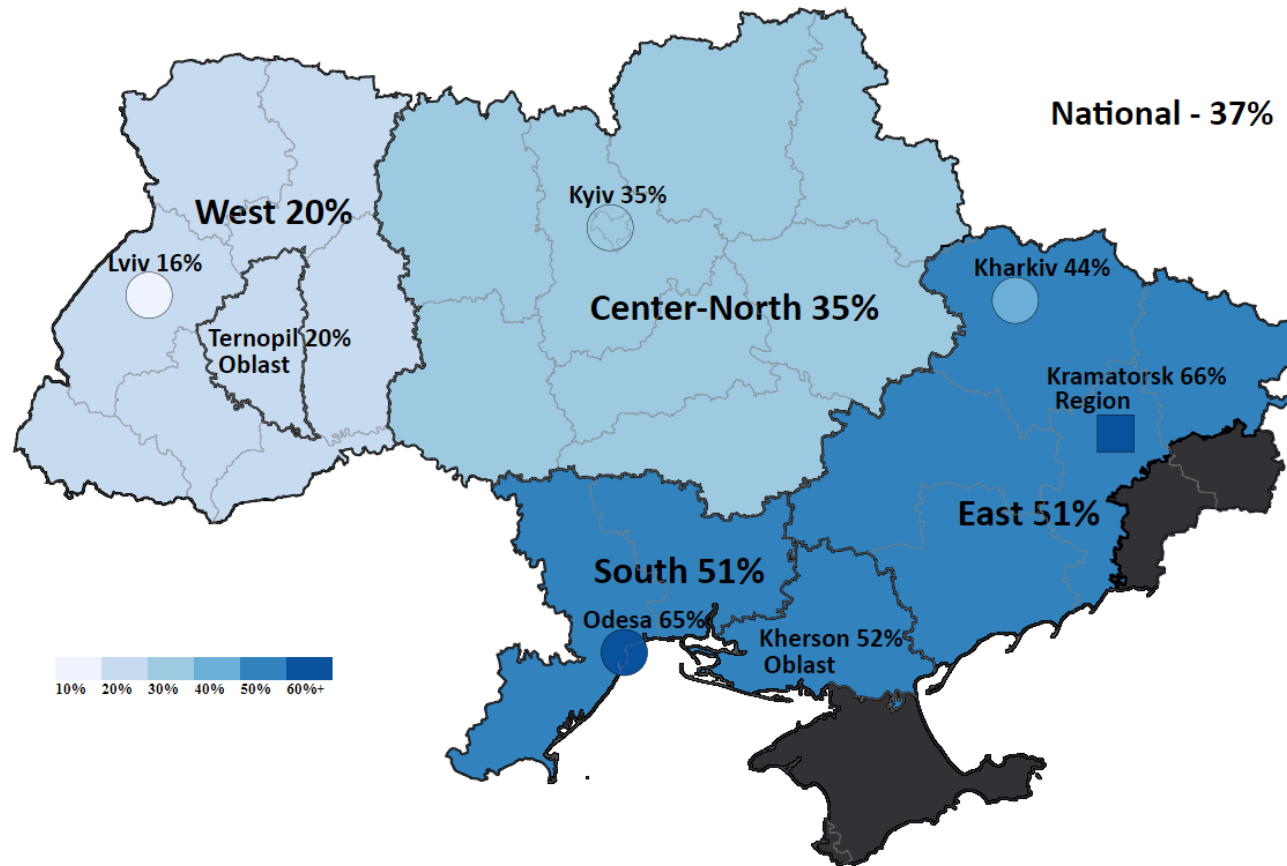 National - 37%
Kyiv 35%
West 20%
Lviv 16%
Kharkiv 44%
Center-North 35%
Ternopil 20%
Oblast
Kramatorsk 66%
Region
East 51%
South 51%
Odesa 65%
Kherson 52%
Oblast
10% 20% 30% 40% 50% 60%+